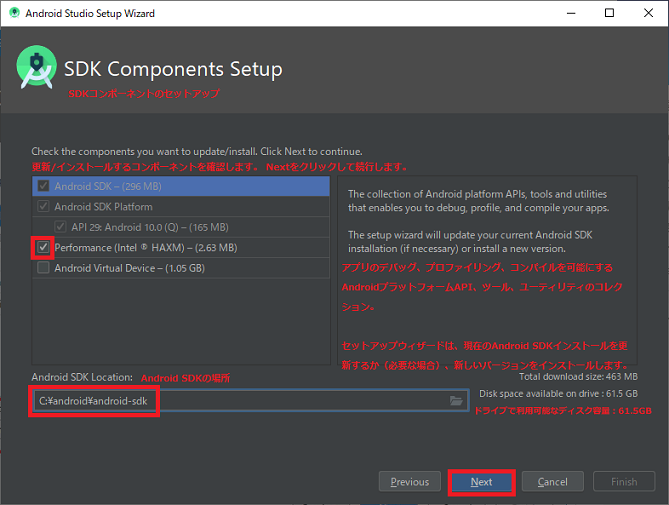 Android Studio Setup Wizard
SDK Components Setup
SDKコンポーネントのセットアップ
Check the components you want to update/install. Click Next to continue.
更新/インストールするコンポーネントを確認します。 Nextをクリックして続行します。
Android SDK – (296 MB)
Android SDK Platform
API 29: Android 10.0 (Q) – (165 MB)
Performance (Intel ® HAXM) – (2.63 MB)
Android Virtual Device – (1.05 GB)
The collection of Android platform APIs, tools and utilities
that enables you to debug, profile, and compile your apps.
The setup wizard will update your current Android SDK
installation (if necessary) or install a new version.
アプリのデバッグ、プロファイリング、コンパイルを可能にする
AndroidプラットフォームAPI、ツール、ユーティリティのコレク
ション。
セットアップウィザードは、現在のAndroid SDKインストールを更
新するか（必要な場合）、新しいバージョンをインストールします。
Android SDK Location:
Android SDKの場所
Total download size: 463 MB
C:¥android¥android-sdk
Disk space available on drive : 61.5 GB
ドライブで利用可能なディスク容量：61.5GB
Previous
Next
Cancel
Finish